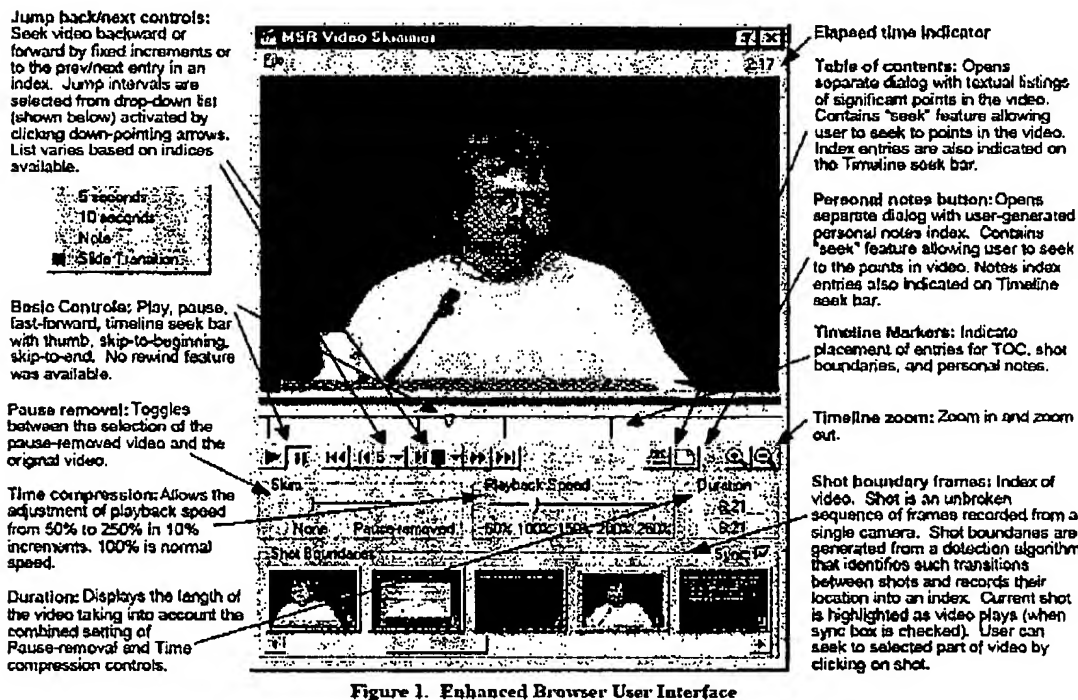 Jump back/next controls:
Seek video backward or
forward by fixed increments or
to the prev/next entry in an
index. Jump intervals are
selected from drop-down list
(shown below) activated by
clicking down-pointing arrows.
List varies based on indices
available.
5 seconds
10 seconds
Note
Slide Transition
Basic Controls: Play, pause,
fast-forward, timeline seek bar
with thumb, skip-to-beginning,
skip-to-end. No rewind feature
was available.
Pause removal: Toggles
between the selection of the
pause-removed video and the
original video.
Time compression: Allows the
adjustment of playback speed
from 50% to 250% in 10%
increments. 100% is normal
speed.
Duration: Displays the length of
the video taking into account the
combined setting of
Pause-removal and Time
compression controls.
MSR Video Skimmer
File
2:17
5
Skim
None Pause-removed
Playback Speed
50% 100% 150% 200% 250%
Duration
6:21
6:21
Shot Boundaries
Sync
Elapsed time indicator
Table of contents: Opens
separate dialog with textual listings
of significant points in the video.
Contains "seek" feature allowing
user to seek to points in the video.
Index entries are also indicated on
the Timeline seek bar.
Personal notes button: Opens
separate dialog with user-generated
personal notes index. Contains
"seek" feature allowing user to seek
to the points in video. Notes index
entries also indicated on Timeline
seek bar.
Timeline Markers: Indicate
placement of entries for TOC, shot
boundaries, and personal notes.
Timeline zoom: Zoom in and zoom
out.
Shot boundary frames: Index of
video. Shot is an unbroken
sequence of frames recorded from a
single camera. Shot boundaries are
generated from a detection algorithm
that identifies such transitions
between shots and records their
location into an index. Current shot
is highlighted as video plays (when
sync box is checked). User can
seek to selected part of video by
clicking on shot.
Figure 1. Enhanced Browser User Interface